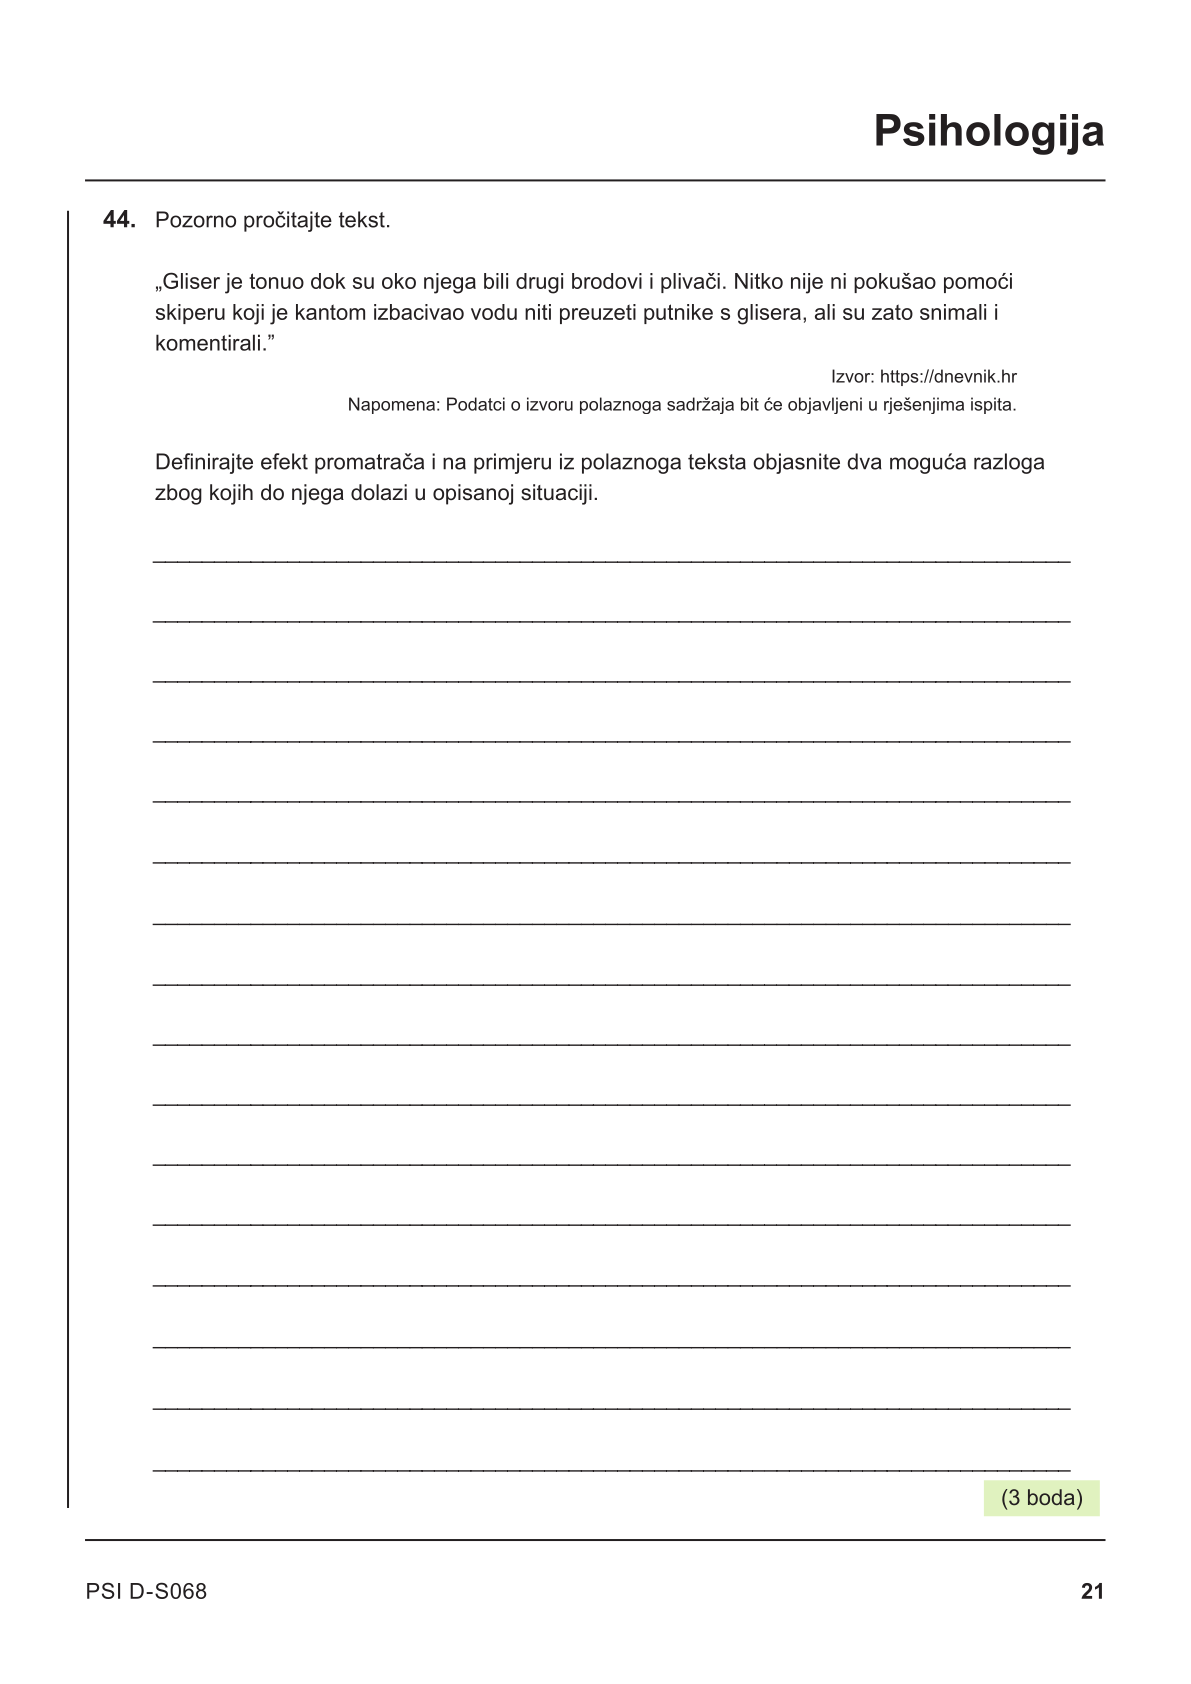 Psihologija
44. Pozorno pročitajte tekst.
„Gliser je tonuo dok su oko njega bili drugi brodovi i plivači. Nitko nije ni pokušao pomoći
skiperu koji je kantom izbacivao vodu niti preuzeti putnike s glisera, ali su zato snimali i
komentirali.”
Izvor: https://dnevnik.hr
Napomena: Podatci o izvoru polaznoga sadržaja bit će objavljeni u rješenjima ispita.
Definirajte efekt promatrača i na primjeru iz polaznoga teksta objasnite dva moguća razloga
zbog kojih do njega dolazi u opisanoj situaciji.
(3 boda)
PSI D-S068
21